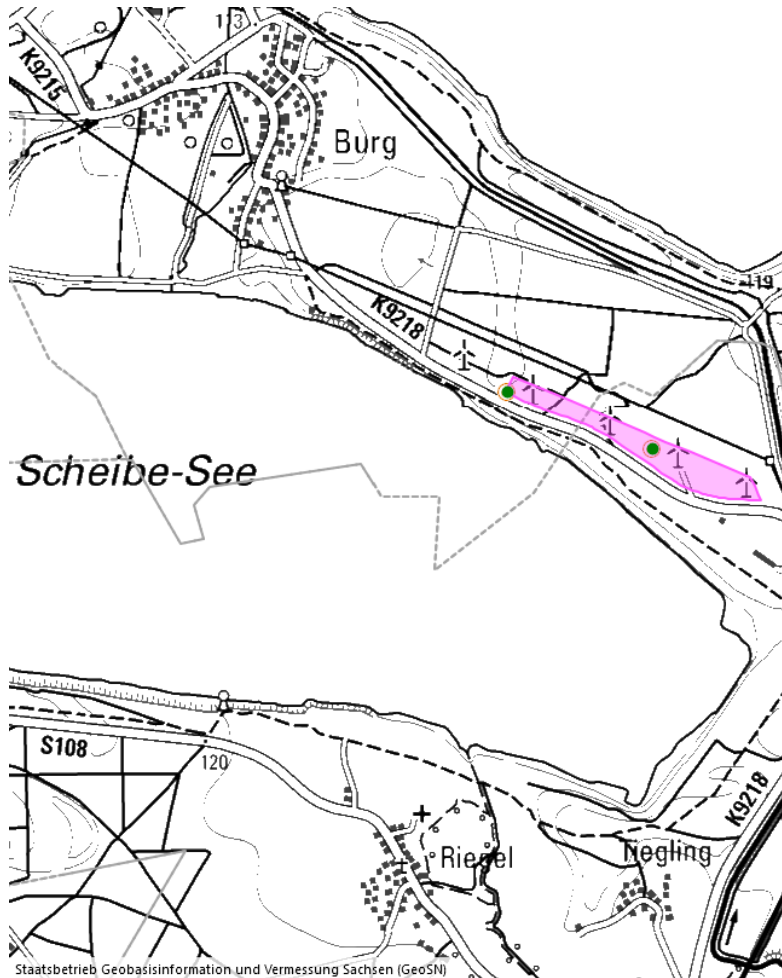 113
K9215
Burg
119
K9218
Scheibe-See
S108
120
K9218
Riegel
Tiegling
Staatsbetrieb Geobasisinformation und Vermessung Sachsen (GeoSN)